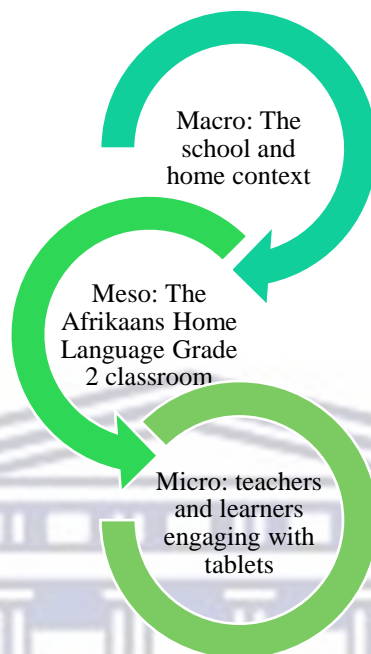 Macro: The
school and
home context
Meso: The
Afrikaans Home
Language Grade
2 classroom
Micro: teachers
and learners
engaging with
tablets